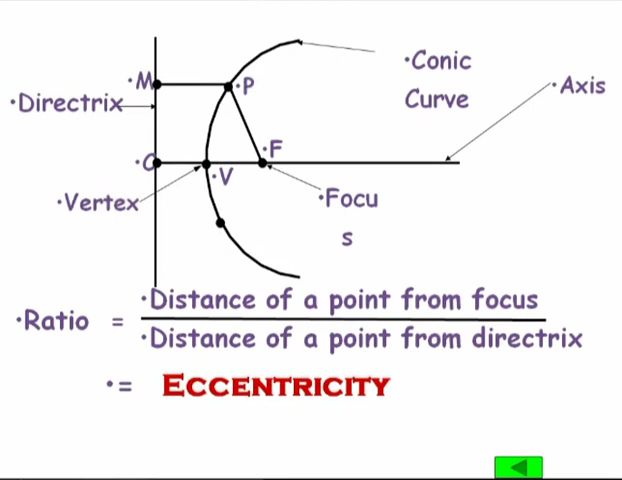 ·Conic
Curve
·M
·P
·Axis
·Directrix
·F
·C
·V
·Vertex
·Focu
s
·Distance of a point from focus
·Ratio =
·Distance of a point from directrix
·= ECCENTRICITY